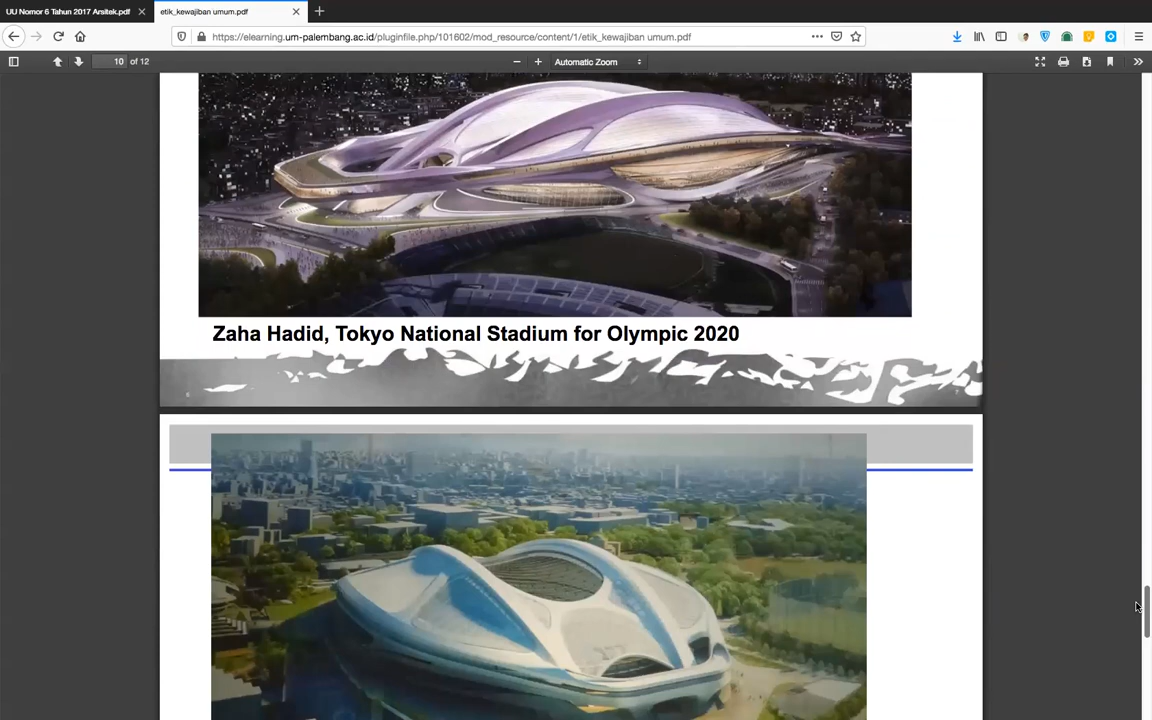 UU Nomor 6 Tahun 2017 Arsitek.pdf
etik_kewajiban umum.pdf
https://elearning.um-palembang.ac.id/pluginfile.php/101602/mod_resource/content/1/etik_kewajiban umum.pdf
10 of 12
Automatic Zoom
Zaha Hadid, Tokyo National Stadium for Olympic 2020